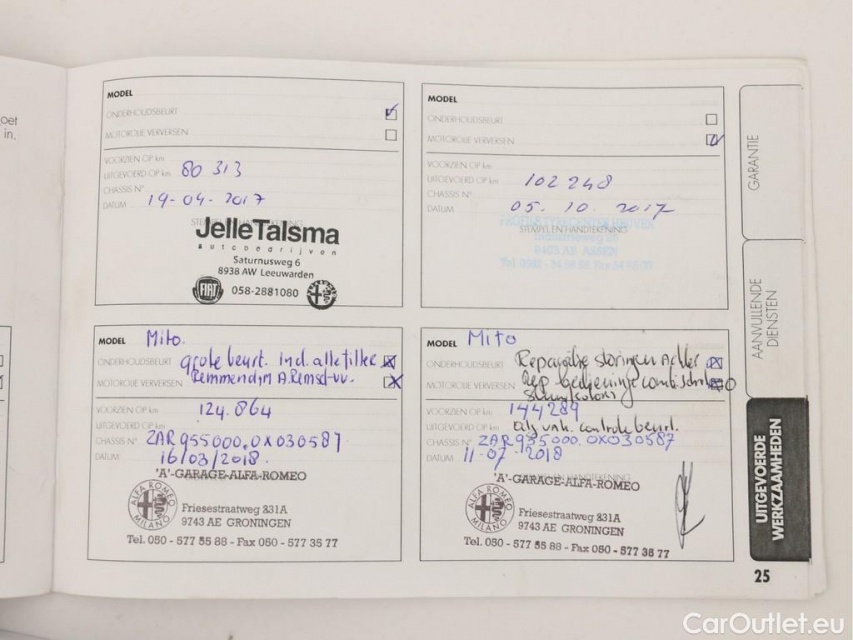 oet
in.
MODEL
ONDERHOUDSBEURT
MOTOROLIE VERVERSEN
VOORZIEN OP km
UITGEVOERD OP km 80 313
CHASSIS N°
DATUM 19-04-2017
JelleTalsma
autobedrijven
Saturnusweg 6
8938 AW Leeuwarden
FIAT 058-2881080
MODEL
ONDERHOUDSBEURT
MOTOROLIE VERVERSEN
VOORZIEN OP km
UITGEVOERD OP km 102 248
CHASSIS N°
DATUM 05. 10. 2017
STEMPEL EN HANDTEKENING
MODEL Mito.
ONDERHOUDSBEURT grote beurt. Incl. alle filter
MOTOROLIE VERVERSEN
VOORZIEN OP km 124.864
UITGEVOERD OP km
CHASSIS N° ZAR955000.0X030587
DATUM 16/03/2018.
'A'-GARAGE-ALFA-ROMEO
ALFA ROMEO
MILANO
Friesestraatweg 231A
9743 AE GRONINGEN
Tel. 050 - 577 55 88 - Fax 050 - 577 35 77
MODEL Mito
ONDERHOUDSBEURT Reparatie storingen
MOTOROLIE VERVERSEN
VOORZIEN OP km 144289
UITGEVOERD OP km controle beurt.
CHASSIS N° ZAR955000.0X030587
DATUM 11-07-2018
'A'-GARAGE-ALFA-ROMEO
ALFA ROMEO
MILANO
Friesestraatweg 231A
9743 AE GRONINGEN
Tel. 050 - 577 55 88 - Fax 050 - 577 35 77
GARANTIE
AANVULLENDE
DIENSTEN
UITGEVOERDE
WERKZAAMHEDEN
25
CarOutlet.eu